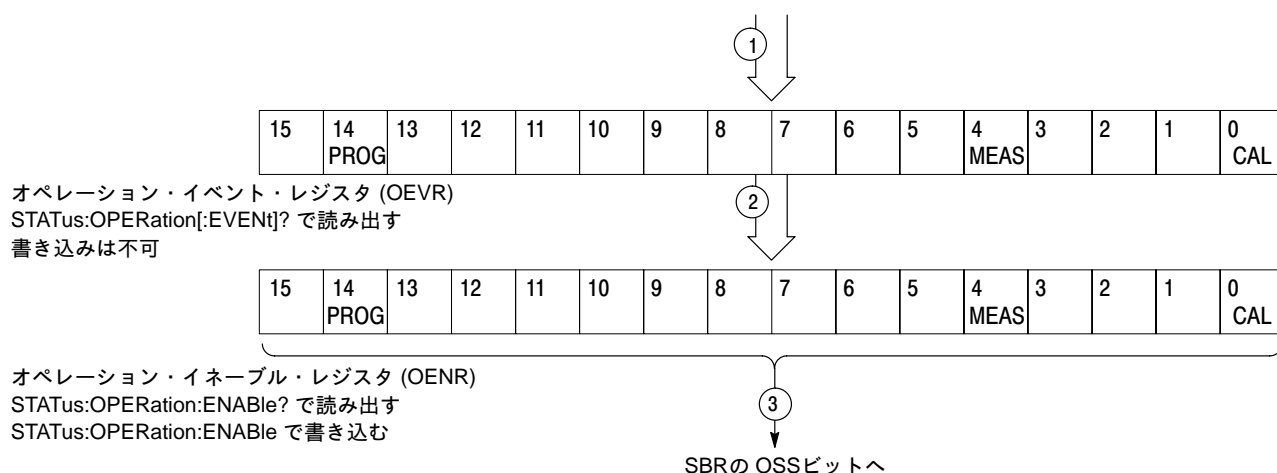 1
15 14 13 12 11 10 9 8 7 6 5 4 3 2 1 0
PROG MEAS CAL
オペレーション・イベント・レジスタ (OEVR)
STATus:OPERation[:EVENt]? で読み出す
書き込みは不可
2
15 14 13 12 11 10 9 8 7 6 5 4 3 2 1 0
PROG MEAS CAL
オペレーション・イネーブル・レジスタ (OENR)
STATus:OPERation:ENABle? で読み出す
STATus:OPERation:ENABle で書き込む
3
SBRの OSSビットへ